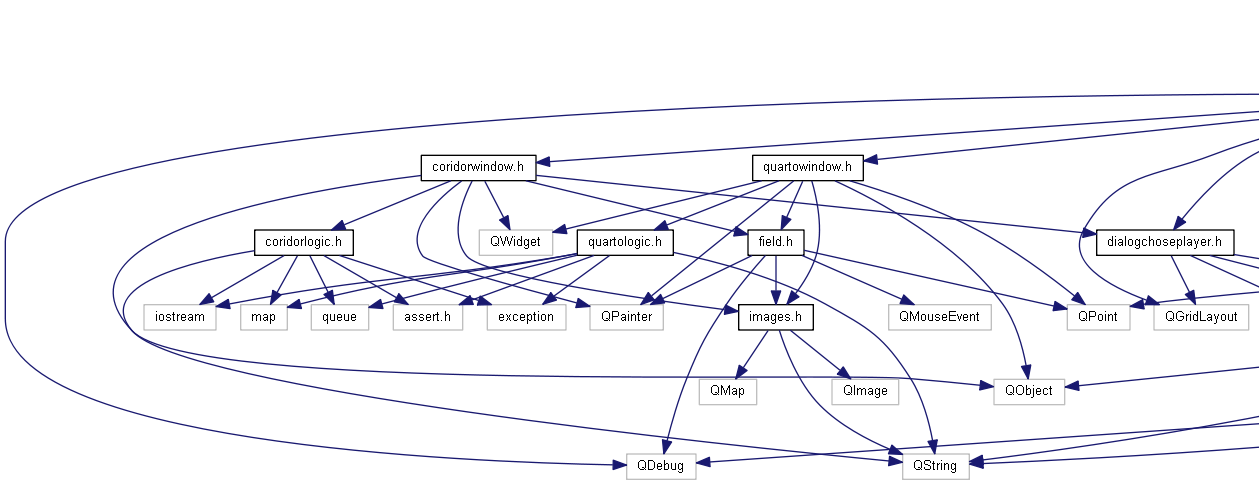 coridorwindow.h
quartowindow.h
coridorlogic.h
QWidget
quartologic.h
field.h
dialogchoseplayer.h
iostream
map
queue
assert.h
exception
QPainter
images.h
QMouseEvent
QPoint
QGridLayout
QMap
QImage
QObject
QDebug
QString